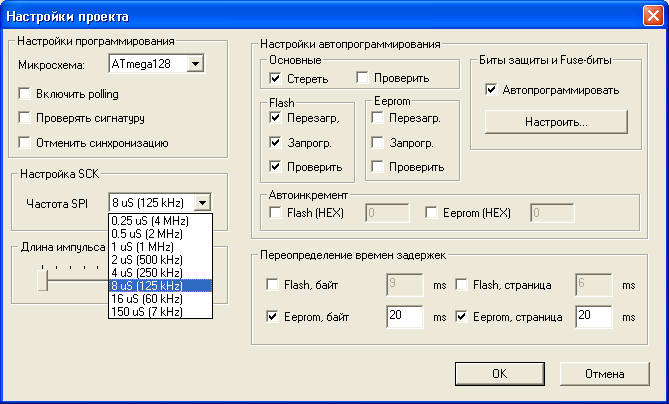 Настройки проекта
Настройки программирования
Микросхема: ATmega128
Включить polling
Проверять сигнатуру
Отменить синхронизацию
Настройка SCK
Частота SPI 8 uS (125 kHz)
0.25 uS (4 MHz)
0.5 uS (2 MHz)
1 uS (1 MHz)
2 uS (500 kHz)
4 uS (250 kHz)
8 uS (125 kHz)
16 uS (60 kHz)
150 uS (7 kHz)
Длина импульса
Настройки автопрограммирования
Основные
Стереть Проверить
Flash
Перезагр,
Запрогр.
Проверить
Eeprom
Перезагр.
Запрогр.
Проверить
Биты защиты и Fuse-биты
Автопрограммировать
Настроить...
Автоинкремент
Flash (HEX) 0 Eeprom (HEX) 0
Переопределение времен задержек
Flash, байт 9 ms Flash, страница 6 ms
Eeprom, байт 20 ms Eeprom, страница 20 ms
OK Отмена